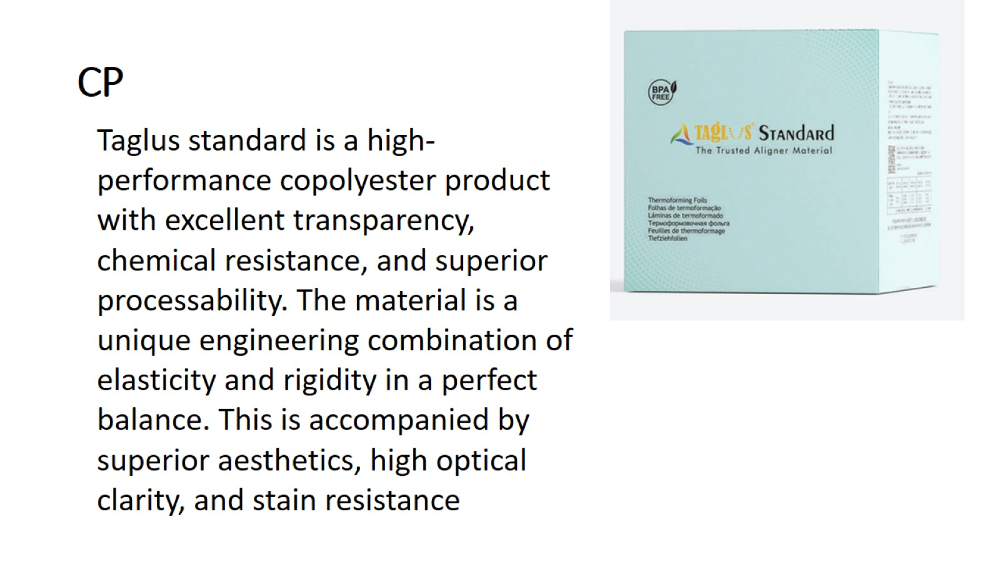 CP
Taglus standard is a high-
performance copolyester product
with excellent transparency,
chemical resistance, and superior
processability. The material is a
unique engineering combination of
elasticity and rigidity in a perfect
balance. This is accompanied by
superior aesthetics, high optical
clarity, and stain resistance
BPA
FREE
TAGLUS® STANDARD
The Trusted Aligner Material
Thermoforming Foils
Folhas de termoformação
Láminas de termoformado
Термоформовочная фольга
Feuilles de thermoformage
Tiefziehfolien